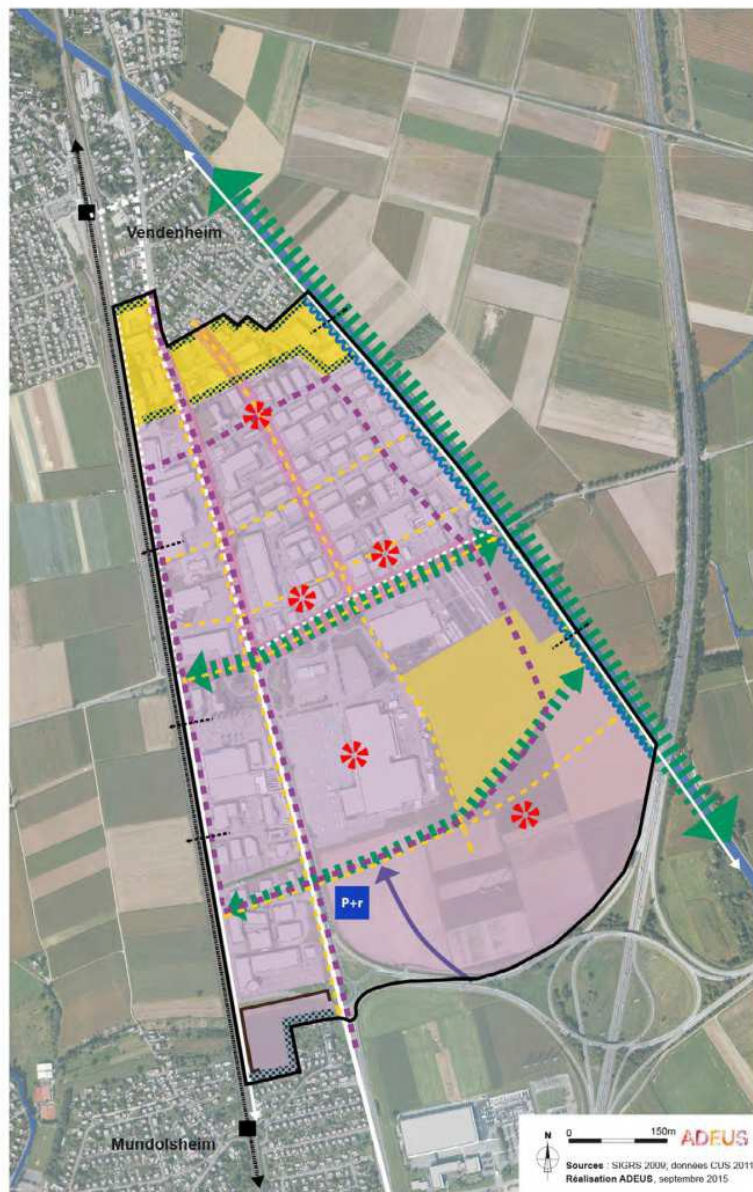 Vendenheim
P+r
Mundolsheim
N
0 150m ADEUS
Sources : SIGRS 2009; données CUS 2011
Réalisation ADEUS, septembre 2015